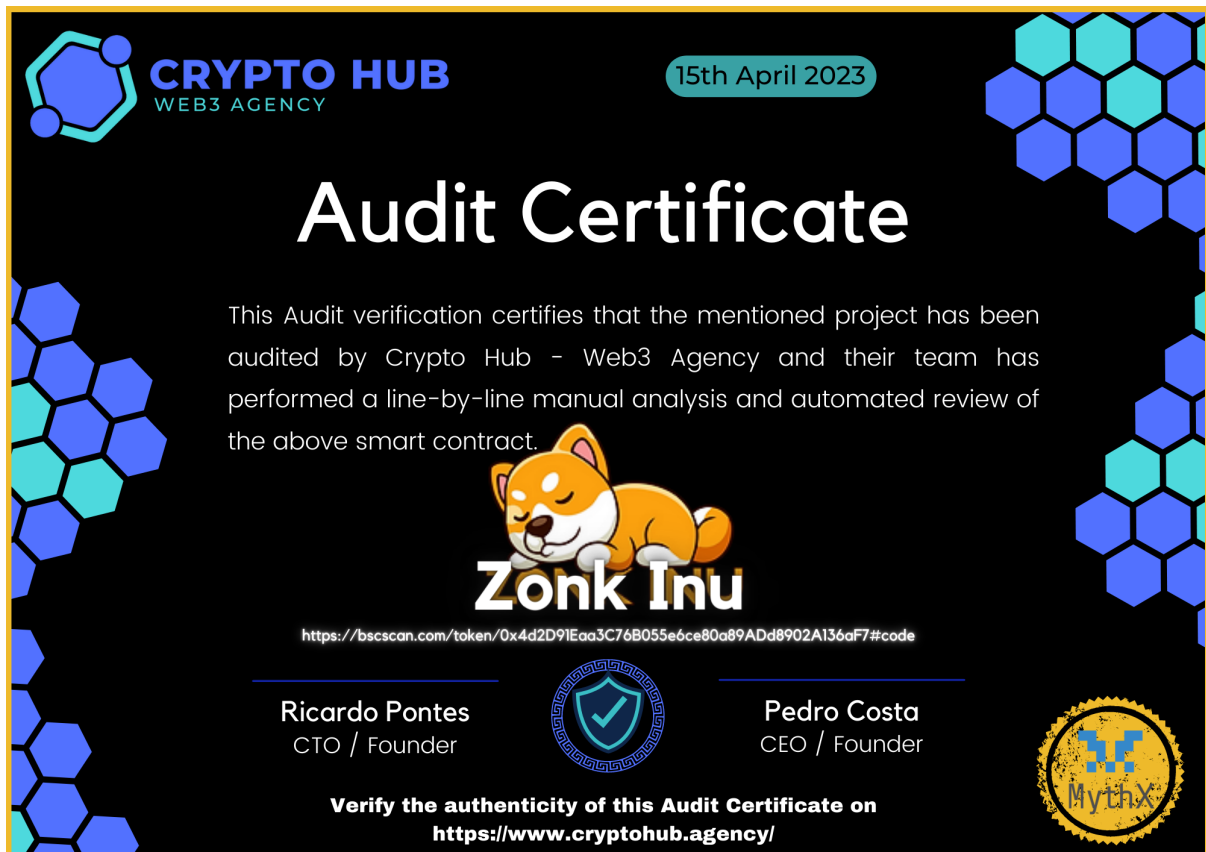 CRYPTO HUB
WEB3 AGENCY
15th April 2023
Audit Certificate
This Audit verification certifies that the mentioned project has been
audited by Crypto Hub - Web3 Agency and their team has
performed a line-by-line manual analysis and automated review of
the above smart contract.
Zonk Inu
https://bscscan.com/token/0x4d2D91Eaa3C76B055e6ce80a89ADd8902A136aF7#code
Ricardo Pontes
CTO / Founder
Pedro Costa
CEO / Founder
MythX
Verify the authenticity of this Audit Certificate on
https://www.cryptohub.agency/